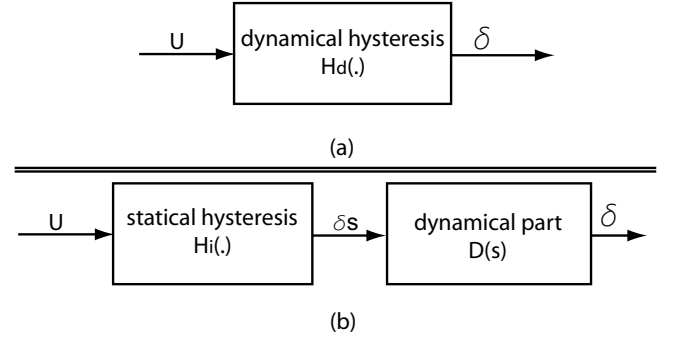 U
dynamical hysteresis
Hd(.)
δ
(a)
U
statical hysteresis
Hi(.)
δs
dynamical part
D(s)
δ
(b)